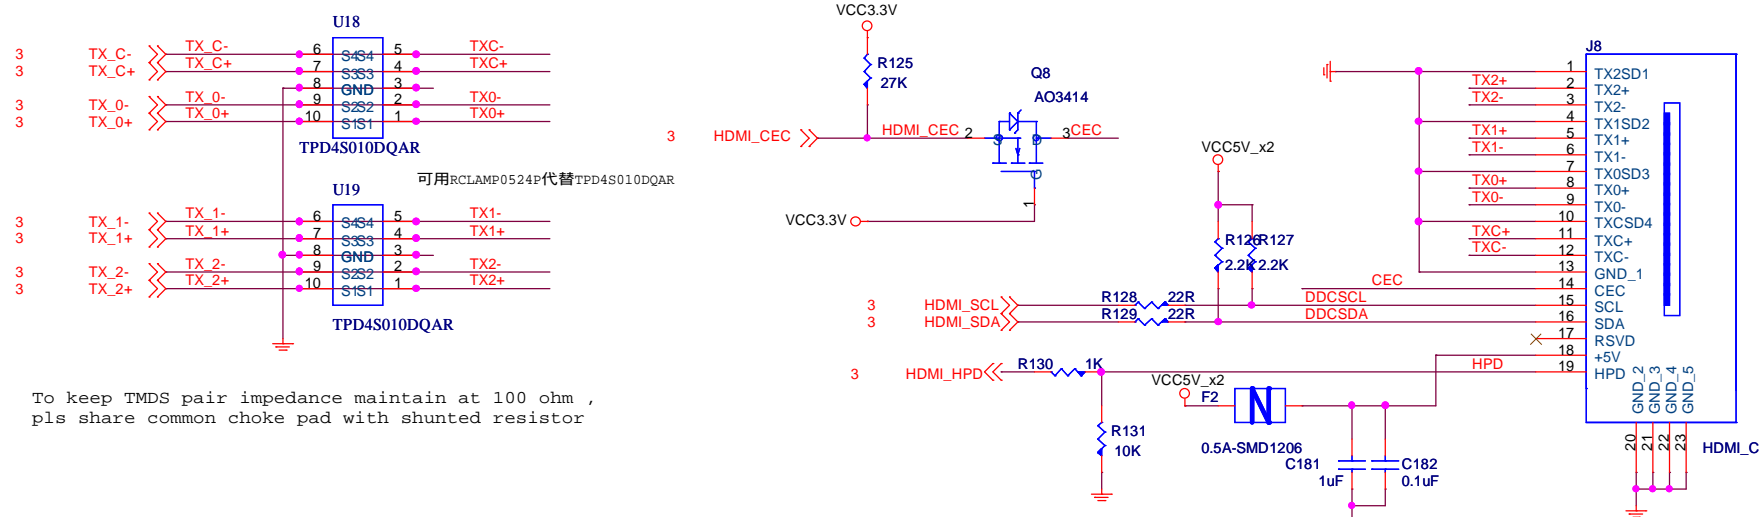 U18
3 TX_C- TX_C- 6 S4S4 5 TXC-
3 TX_C+ TX_C+ 7 S3S3 4 TXC+
8 GND 3
3 TX_0- TX_0- 9 S2S2 2 TX0-
3 TX_0+ TX_0+ 10 S1S1 1 TX0+
TPD4S010DQAR
可用RCLAMP0524P代替TPD4S010DQAR
U19
3 TX_1- TX_1- 6 S4S4 5 TX1-
3 TX_1+ TX_1+ 7 S3S3 4 TX1+
8 GND 3
3 TX_2- TX_2- 9 S2S2 2 TX2-
3 TX_2+ TX_2+ 10 S1S1 1 TX2+
TPD4S010DQAR
To keep TMDS pair impedance maintain at 100 ohm ,
pls share common choke pad with shunted resistor
VCC3.3V
R125
27K
Q8
AO3414
3 HDMI_CEC HDMI_CEC 2 S D 3 CEC
G
1
VCC3.3V
VCC5V_x2
R126 R127
2.2K 2.2K
3 HDMI_SCL R128 22R DDCSCL
3 HDMI_SDA R129 22R DDCSDA
3 HDMI_HPD R130 1K HPD
R131
10K
VCC5V_x2
F2
0.5A-SMD1206
C181
1uF
C182
0.1uF
J8
1 TX2SD1
TX2+ 2 TX2+
TX2- 3 TX2-
4 TX1SD2
TX1+ 5 TX1+
TX1- 6 TX1-
7 TX0SD3
TX0+ 8 TX0+
TX0- 9 TX0-
10 TXCSD4
TXC+ 11 TXC+
TXC- 12 TXC-
13 GND_1
CEC 14 CEC
15 SCL
16 SDA
17 RSVD
18 +5V
19 HPD
GND_2 GND_3 GND_4 GND_5
20 21 22 23
HDMI_C